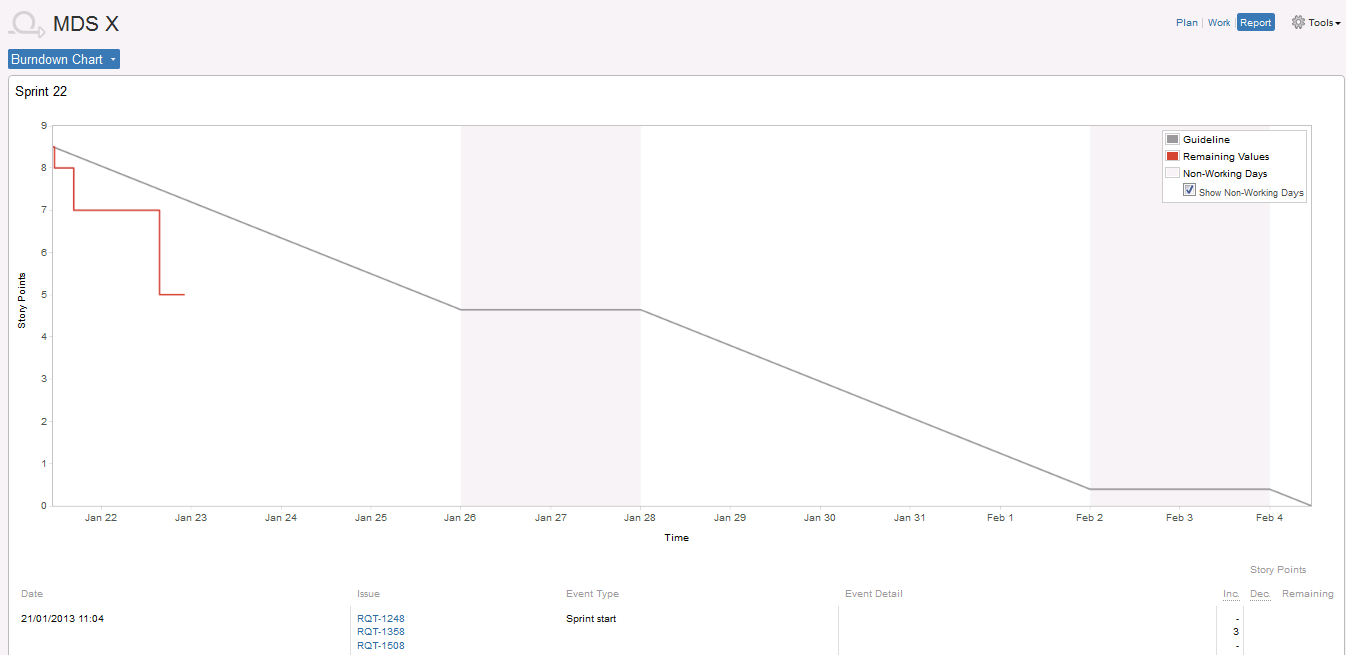 MDS X
Plan | Work Report Tools
Burndown Chart
Sprint 22
9
8
7
6
5
4
3
2
1
0
Story Points
Guideline
Remaining Values
Non-Working Days
Show Non-Working Days
Jan 22 Jan 23 Jan 24 Jan 25 Jan 26 Jan 27 Jan 28 Jan 29 Jan 30 Jan 31 Feb 1 Feb 2 Feb 3 Feb 4
Time
Story Points
Date Issue Event Type Event Detail Inc. Dec. Remaining
21/01/2013 11:04 RQT-1248 Sprint start -
RQT-1358 3
RQT-1508 -